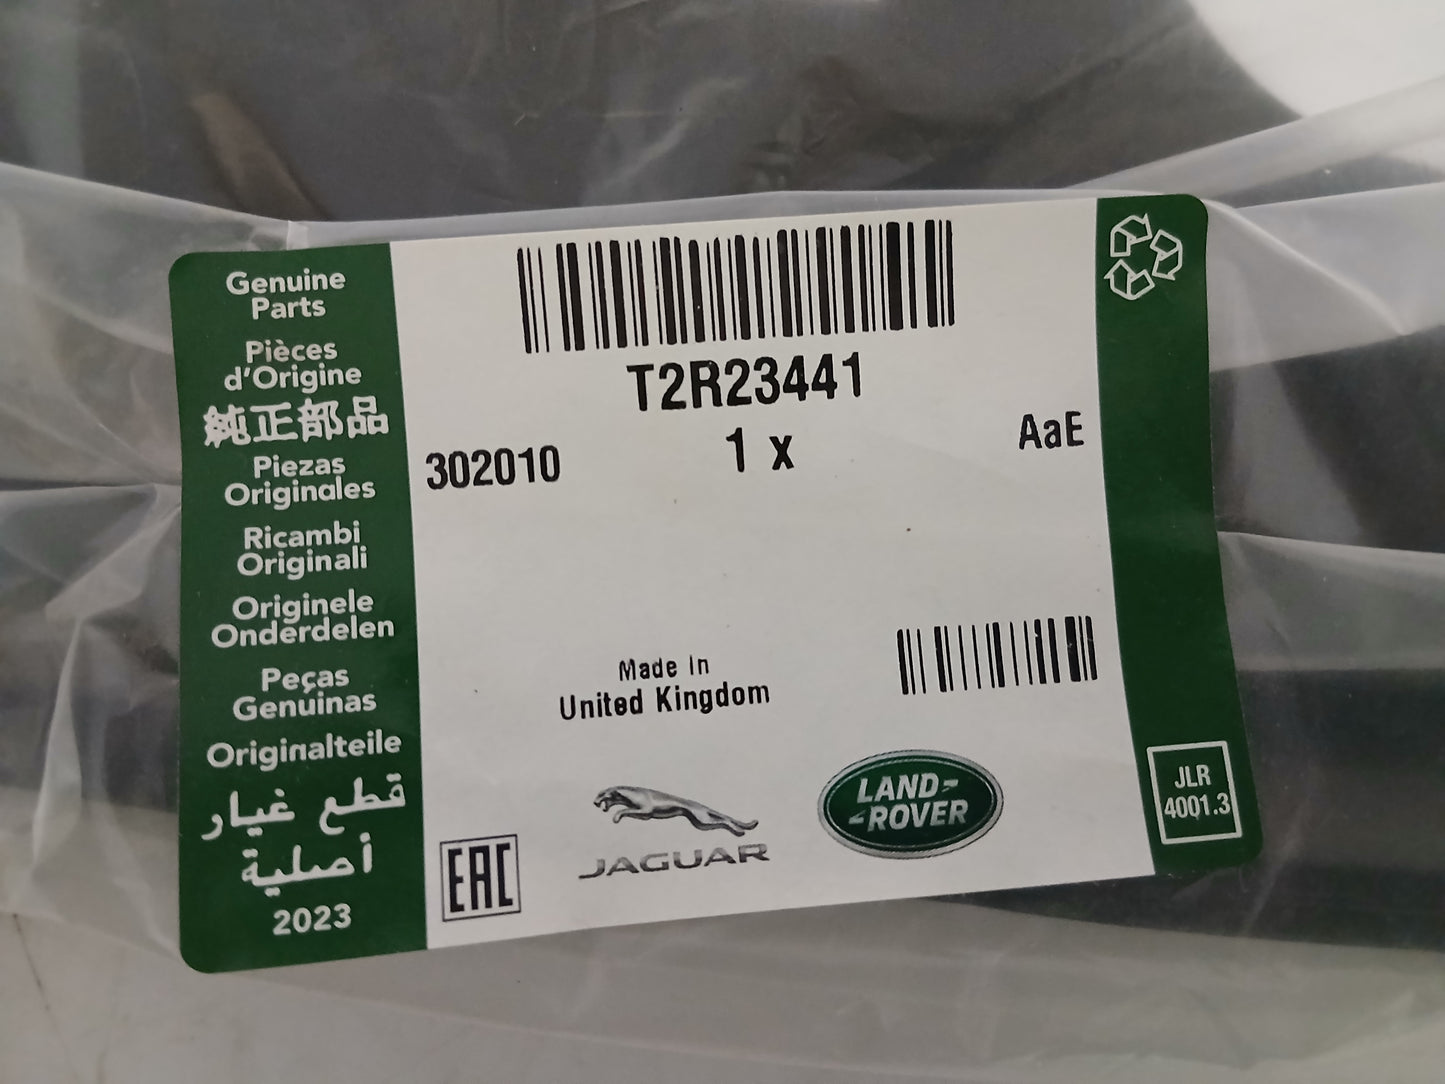 Genuine
Parts
Pièces
d'Origine
純正部品
Piezas
Originales
Ricambi
Originali
Originele
Onderdelen
Peças
Genuínas
Originalteile
قطع غيار
أصلية
2023
T2R23441
302010
1 x
AaE
Made In
United Kingdom
EAC
JAGUAR
LAND-
-ROVER
JLR
4001.3